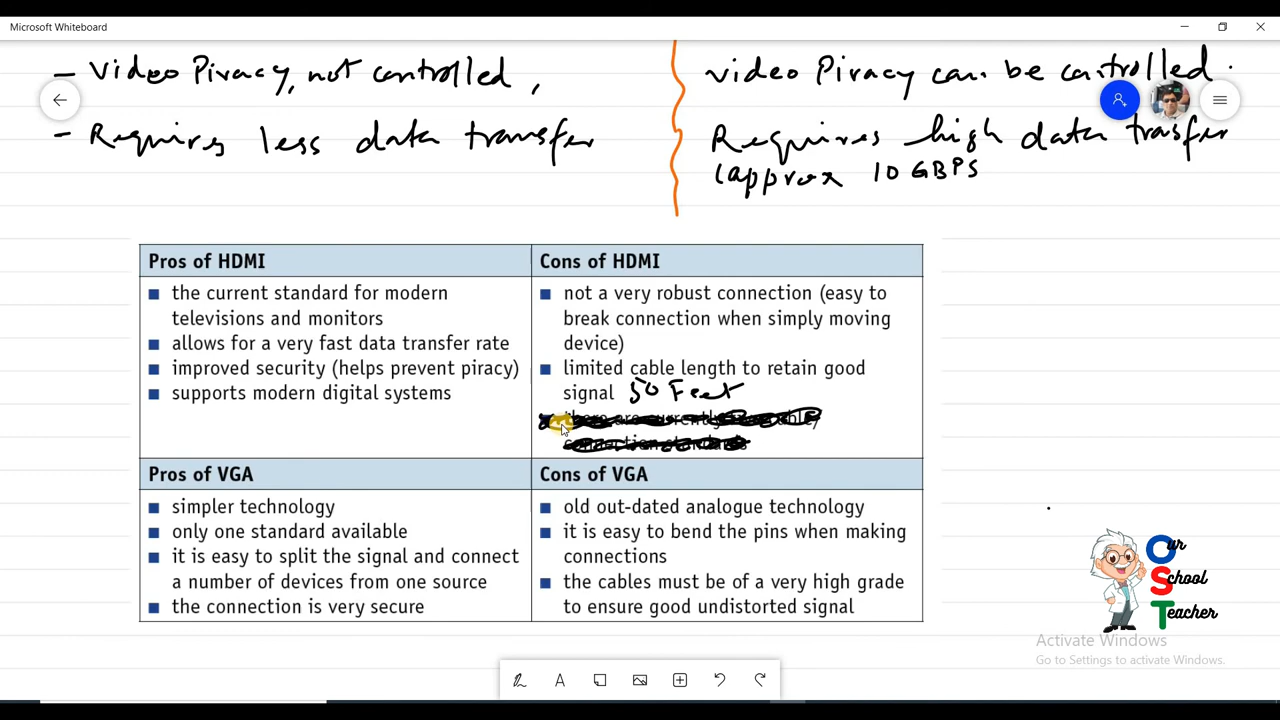 Microsoft Whiteboard
- Video Piracy, not controlled,
video Piracy can be controlled.
- Requires less data transfer
Requires high data trasfer
(approx 10 GBPS
Pros of HDMI
■ the current standard for modern
televisions and monitors
■ allows for a very fast data transfer rate
■ improved security (helps prevent piracy)
■ supports modern digital systems
Cons of HDMI
■ not a very robust connection (easy to
break connection when simply moving
device)
■ limited cable length to retain good
signal 50 Feet
there are currently
connection standards
Pros of VGA
■ simpler technology
■ only one standard available
■ it is easy to split the signal and connect
a number of devices from one source
■ the connection is very secure
Cons of VGA
■ old out-dated analogue technology
■ it is easy to bend the pins when making
connections
■ the cables must be of a very high grade
to ensure good undistorted signal
Our
School
Teacher
Activate Windows
Go to Settings to activate Windows.